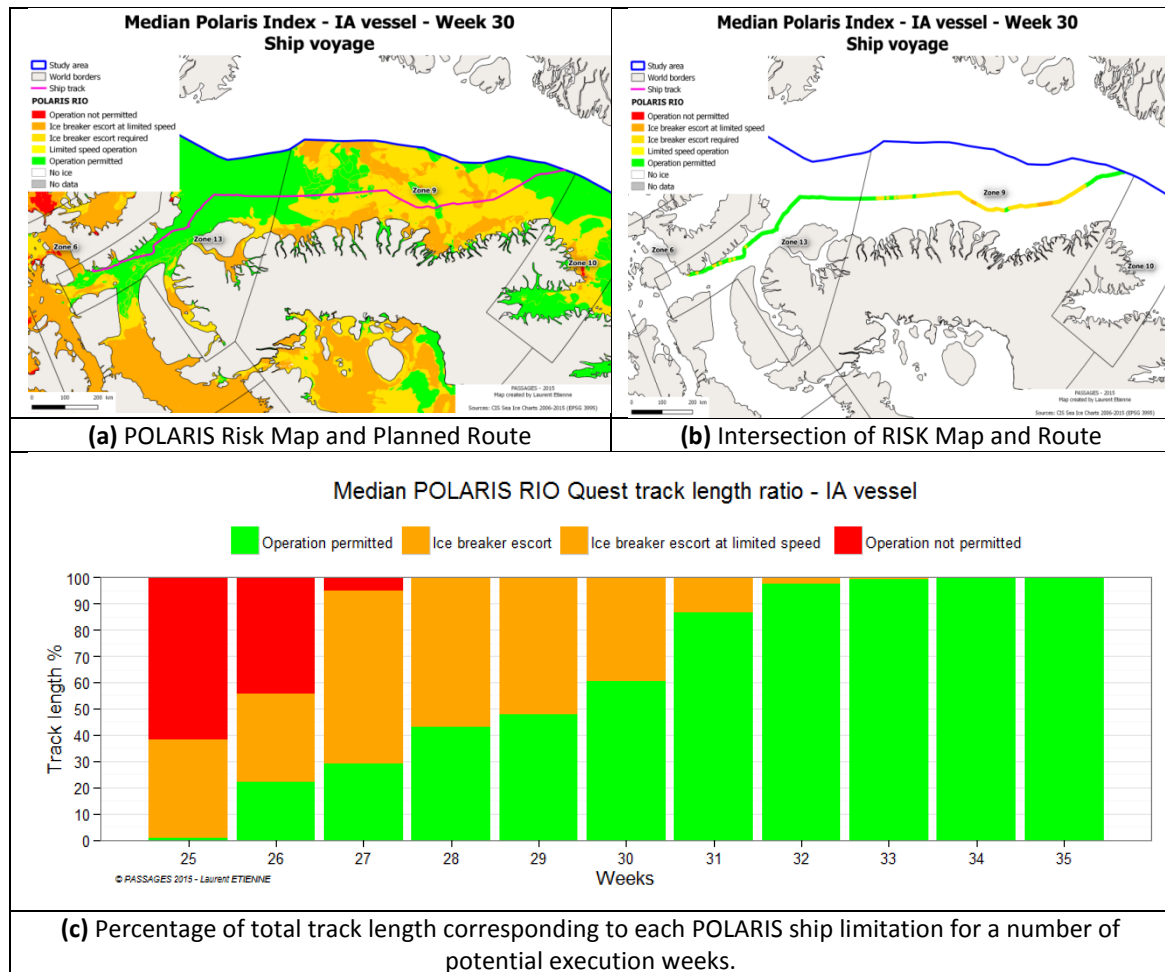 Median Polaris Index - IA vessel - Week 30
Ship voyage
Study area
World borders
Ship track
POLARIS RIO
Operation not permitted
Ice breaker escort at limited speed
Ice breaker escort required
Limited speed operation
Operation permitted
No ice
No data
Zone 9
Zone 6
Zone 13
Zone 10
PASSAGES - 2015
Map created by Laurent Etienne
0 100 200 km
Sources: CIS Sea Ice Charts 2006-2015 (EPSG 3995)
(a) POLARIS Risk Map and Planned Route
Median Polaris Index - IA vessel - Week 30
Ship voyage
Study area
World borders
Ship track
POLARIS RIO
Operation not permitted
Ice breaker escort at limited speed
Ice breaker escort required
Limited speed operation
Operation permitted
No ice
No data
Zone 9
Zone 6
Zone 13
Zone 10
PASSAGES - 2015
Map created by Laurent Etienne
0 100 200 km
Sources: CIS Sea Ice Charts 2006-2015 (EPSG 3995)
(b) Intersection of RISK Map and Route
Median POLARIS RIO Quest track length ratio - IA vessel
Operation permitted Ice breaker escort Ice breaker escort at limited speed Operation not permitted
Track length %
100
90
80
70
60
50
40
30
20
10
0
25 26 27 28 29 30 31 32 33 34 35
Weeks
© PASSAGES 2015 - Laurent ETIENNE
(c) Percentage of total track length corresponding to each POLARIS ship limitation for a number of
potential execution weeks.